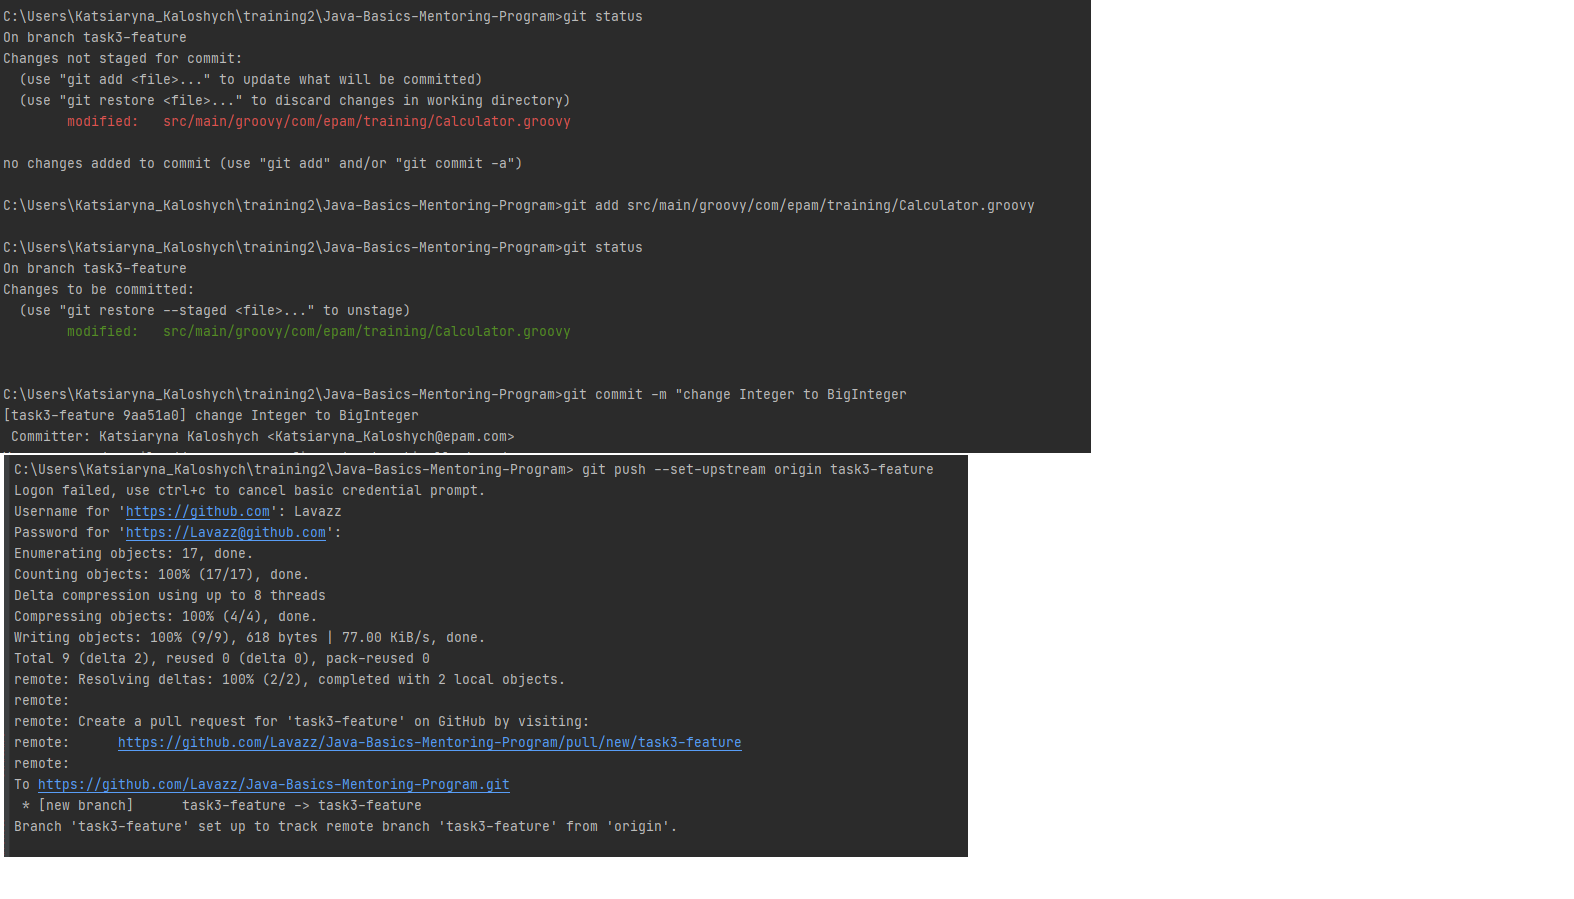 C:\Users\Katsiaryna_Kaloshych\training2\Java-Basics-Mentoring-Program>git status
On branch task3-feature
Changes not staged for commit:
  (use "git add <file>..." to update what will be committed)
  (use "git restore <file>..." to discard changes in working directory)
        modified:   src/main/groovy/com/epam/training/Calculator.groovy
no changes added to commit (use "git add" and/or "git commit -a")
C:\Users\Katsiaryna_Kaloshych\training2\Java-Basics-Mentoring-Program>git add src/main/groovy/com/epam/training/Calculator.groovy
C:\Users\Katsiaryna_Kaloshych\training2\Java-Basics-Mentoring-Program>git status
On branch task3-feature
Changes to be committed:
  (use "git restore --staged <file>..." to unstage)
        modified:   src/main/groovy/com/epam/training/Calculator.groovy
C:\Users\Katsiaryna_Kaloshych\training2\Java-Basics-Mentoring-Program>git commit -m "change Integer to BigInteger
[task3-feature 9aa51a0] change Integer to BigInteger
 Committer: Katsiaryna Kaloshych <Katsiaryna_Kaloshych@epam.com>
C:\Users\Katsiaryna_Kaloshych\training2\Java-Basics-Mentoring-Program> git push --set-upstream origin task3-feature
Logon failed, use ctrl+c to cancel basic credential prompt.
Username for 'https://github.com': Lavazz
Password for 'https://Lavazz@github.com':
Enumerating objects: 17, done.
Counting objects: 100% (17/17), done.
Delta compression using up to 8 threads
Compressing objects: 100% (4/4), done.
Writing objects: 100% (9/9), 618 bytes | 77.00 KiB/s, done.
Total 9 (delta 2), reused 0 (delta 0), pack-reused 0
remote: Resolving deltas: 100% (2/2), completed with 2 local objects.
remote:
remote: Create a pull request for 'task3-feature' on GitHub by visiting:
remote:      https://github.com/Lavazz/Java-Basics-Mentoring-Program/pull/new/task3-feature
remote:
To https://github.com/Lavazz/Java-Basics-Mentoring-Program.git
 * [new branch]      task3-feature -> task3-feature
Branch 'task3-feature' set up to track remote branch 'task3-feature' from 'origin'.